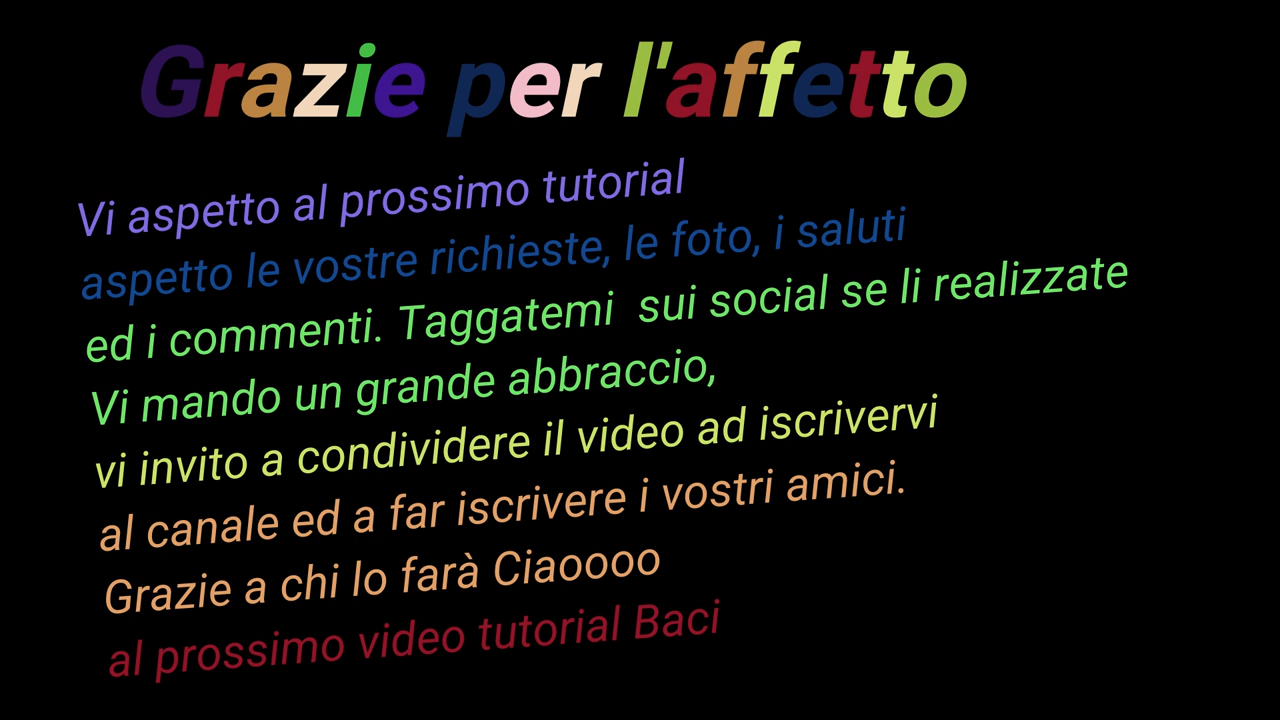 Grazie per l'affetto
Vi aspetto al prossimo tutorial
aspetto le vostre richieste, le foto, i saluti
ed i commenti. Taggatemi  sui social se li realizzate
Vi mando un grande abbraccio,
vi invito a condividere il video ad iscrivervi
al canale ed a far iscrivere i vostri amici.
Grazie a chi lo farà Ciaoooo
al prossimo video tutorial Baci